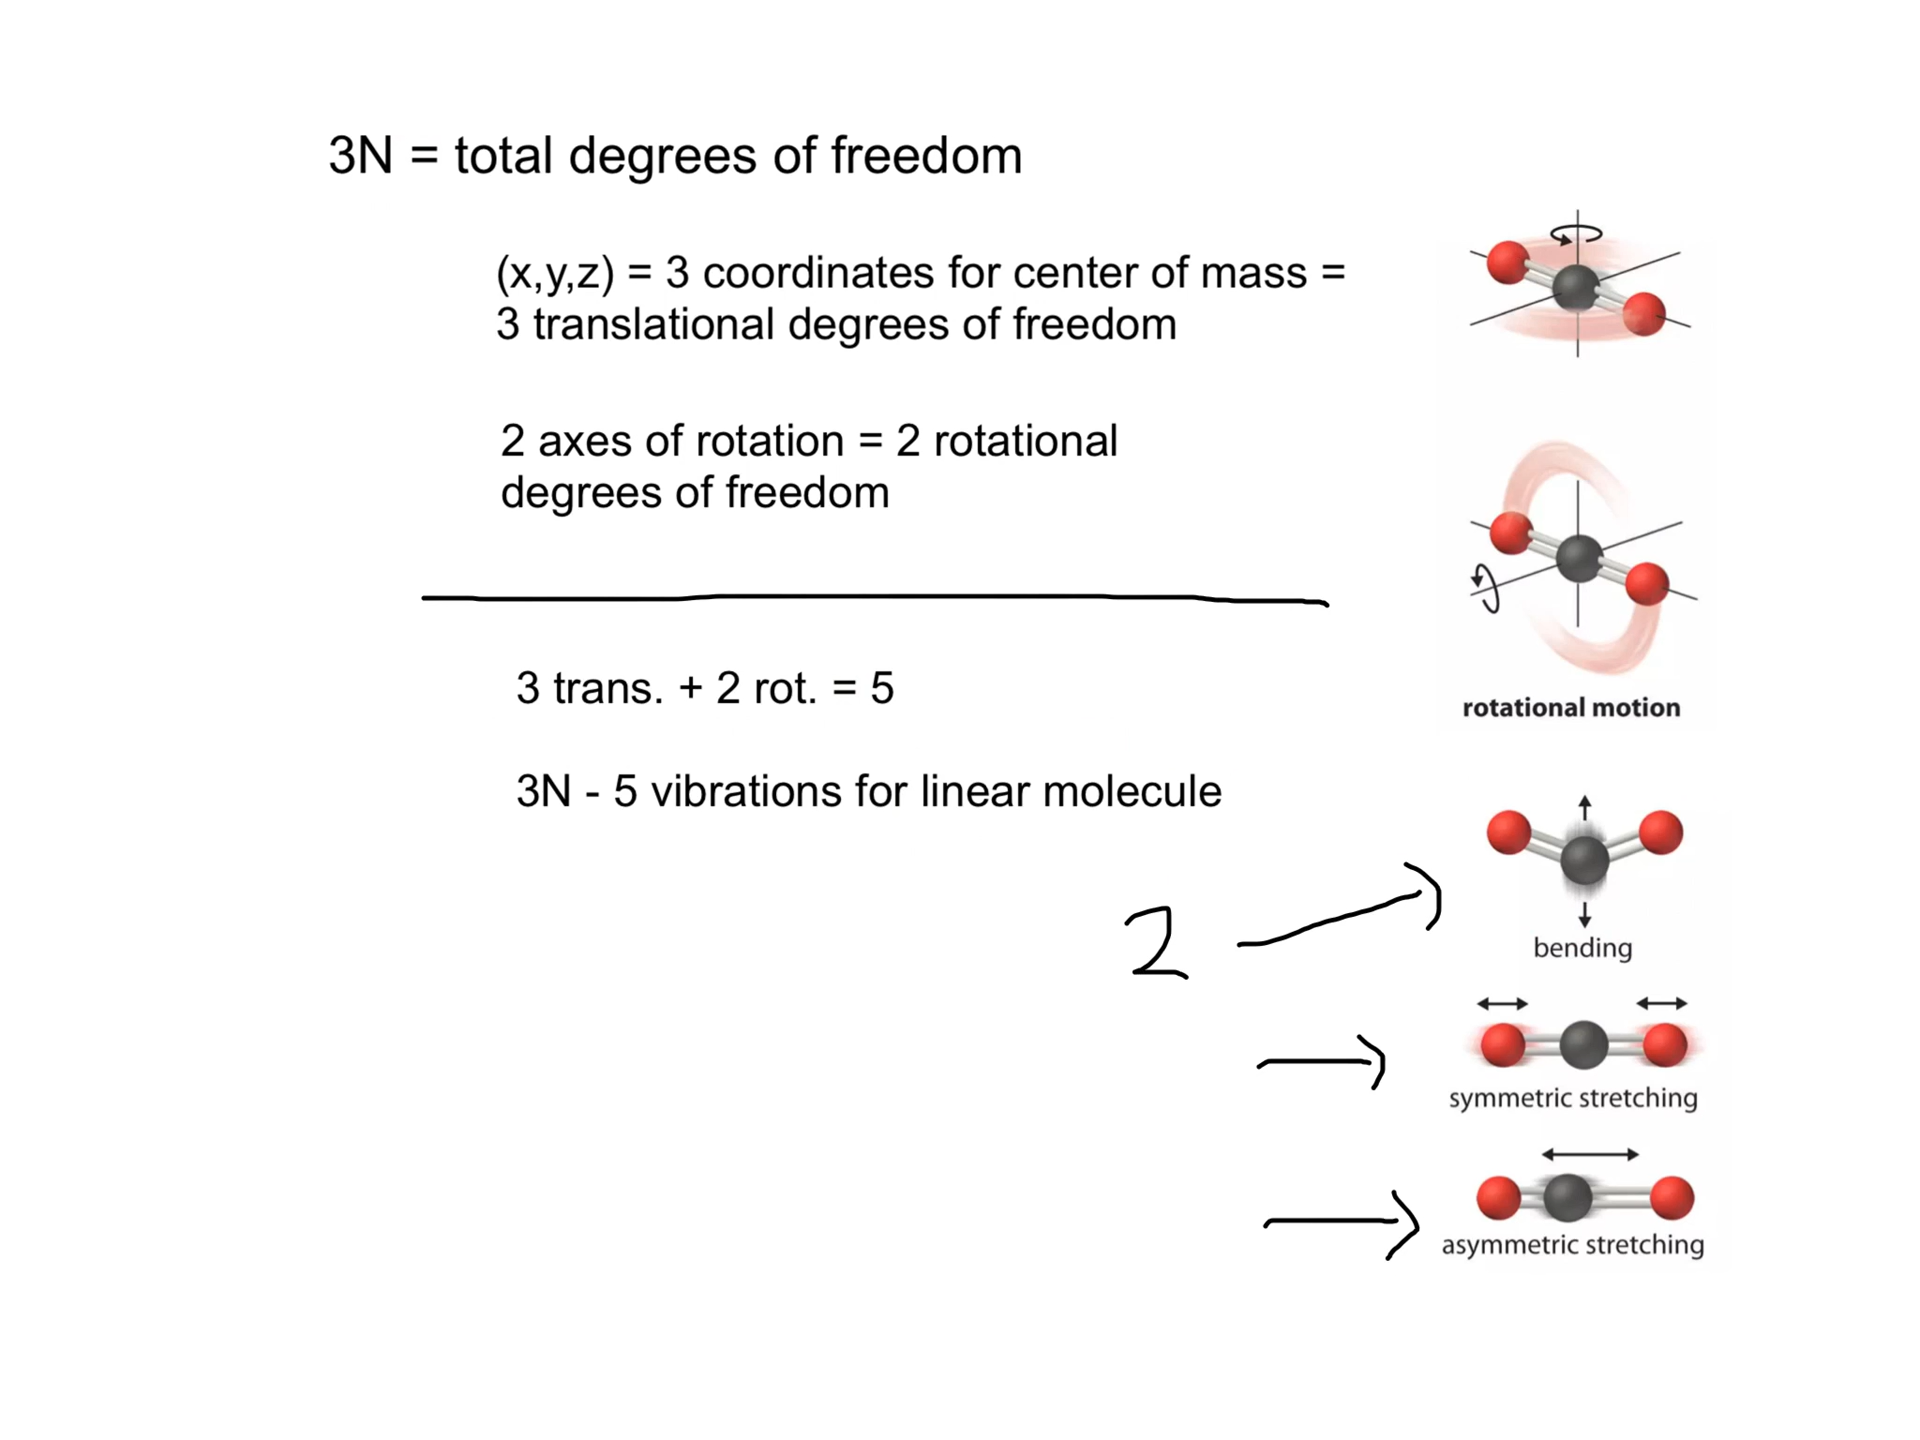 3N = total degrees of freedom
(x,y,z) = 3 coordinates for center of mass =
3 translational degrees of freedom
2 axes of rotation = 2 rotational
degrees of freedom
3 trans. + 2 rot. = 5
rotational motion
3N - 5 vibrations for linear molecule
2
bending
symmetric stretching
asymmetric stretching